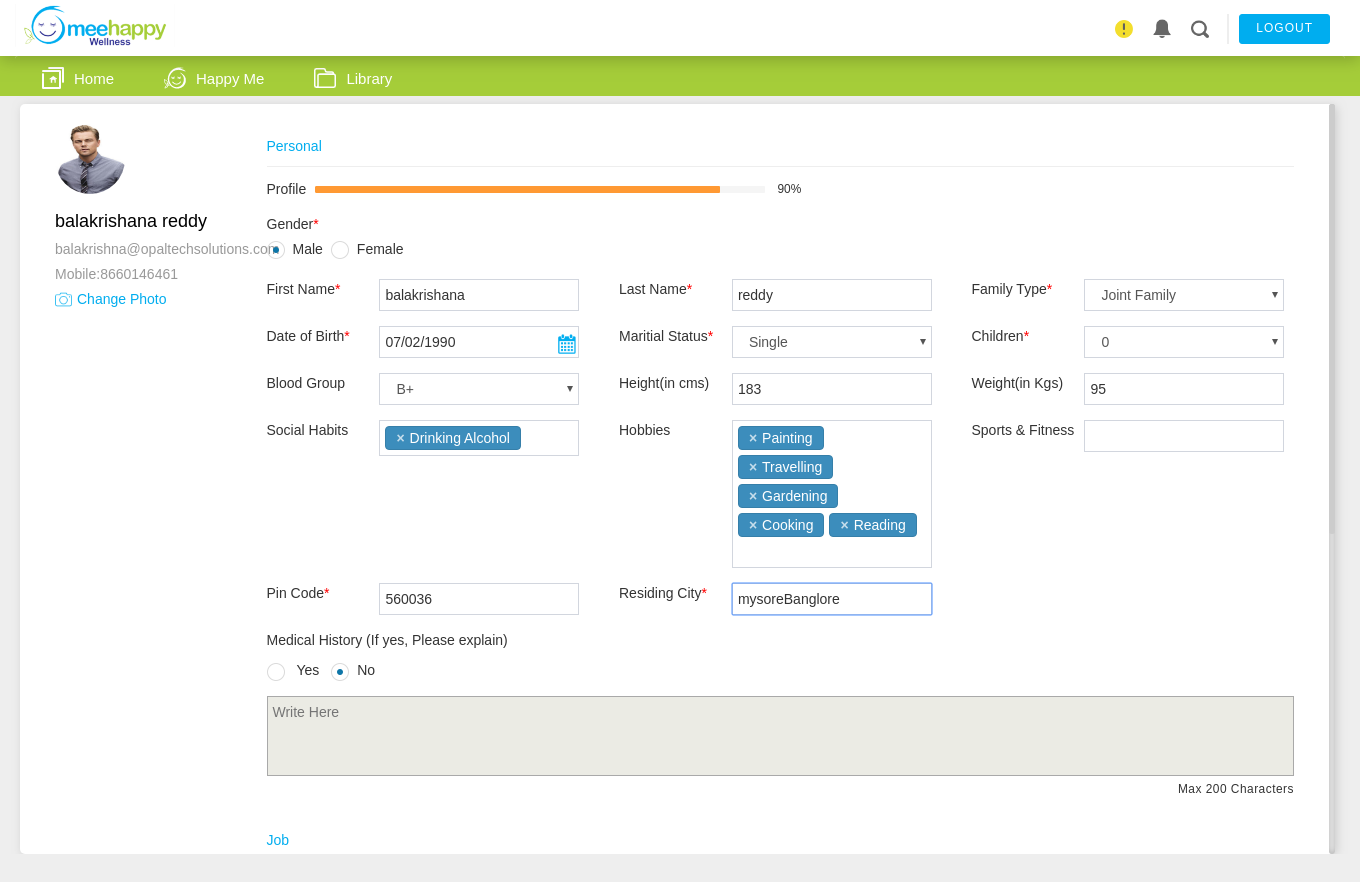 meehappy
Wellness
LOGOUT
Home
Happy Me
Library
balakrishana reddy
balakrishna@opaltechsolutions.com
Mobile:8660146461
Change Photo
Personal
Profile 90%
Gender*
Male Female
First Name* balakrishana Last Name* reddy Family Type* Joint Family
Date of Birth* 07/02/1990 Maritial Status* Single Children* 0
Blood Group B+ Height(in cms) 183 Weight(in Kgs) 95
Social Habits × Drinking Alcohol Hobbies × Painting Sports & Fitness
× Travelling
× Gardening
× Cooking × Reading
Pin Code* 560036 Residing City* mysoreBanglore
Medical History (If yes, Please explain)
Yes No
Write Here
Max 200 Characters
Job